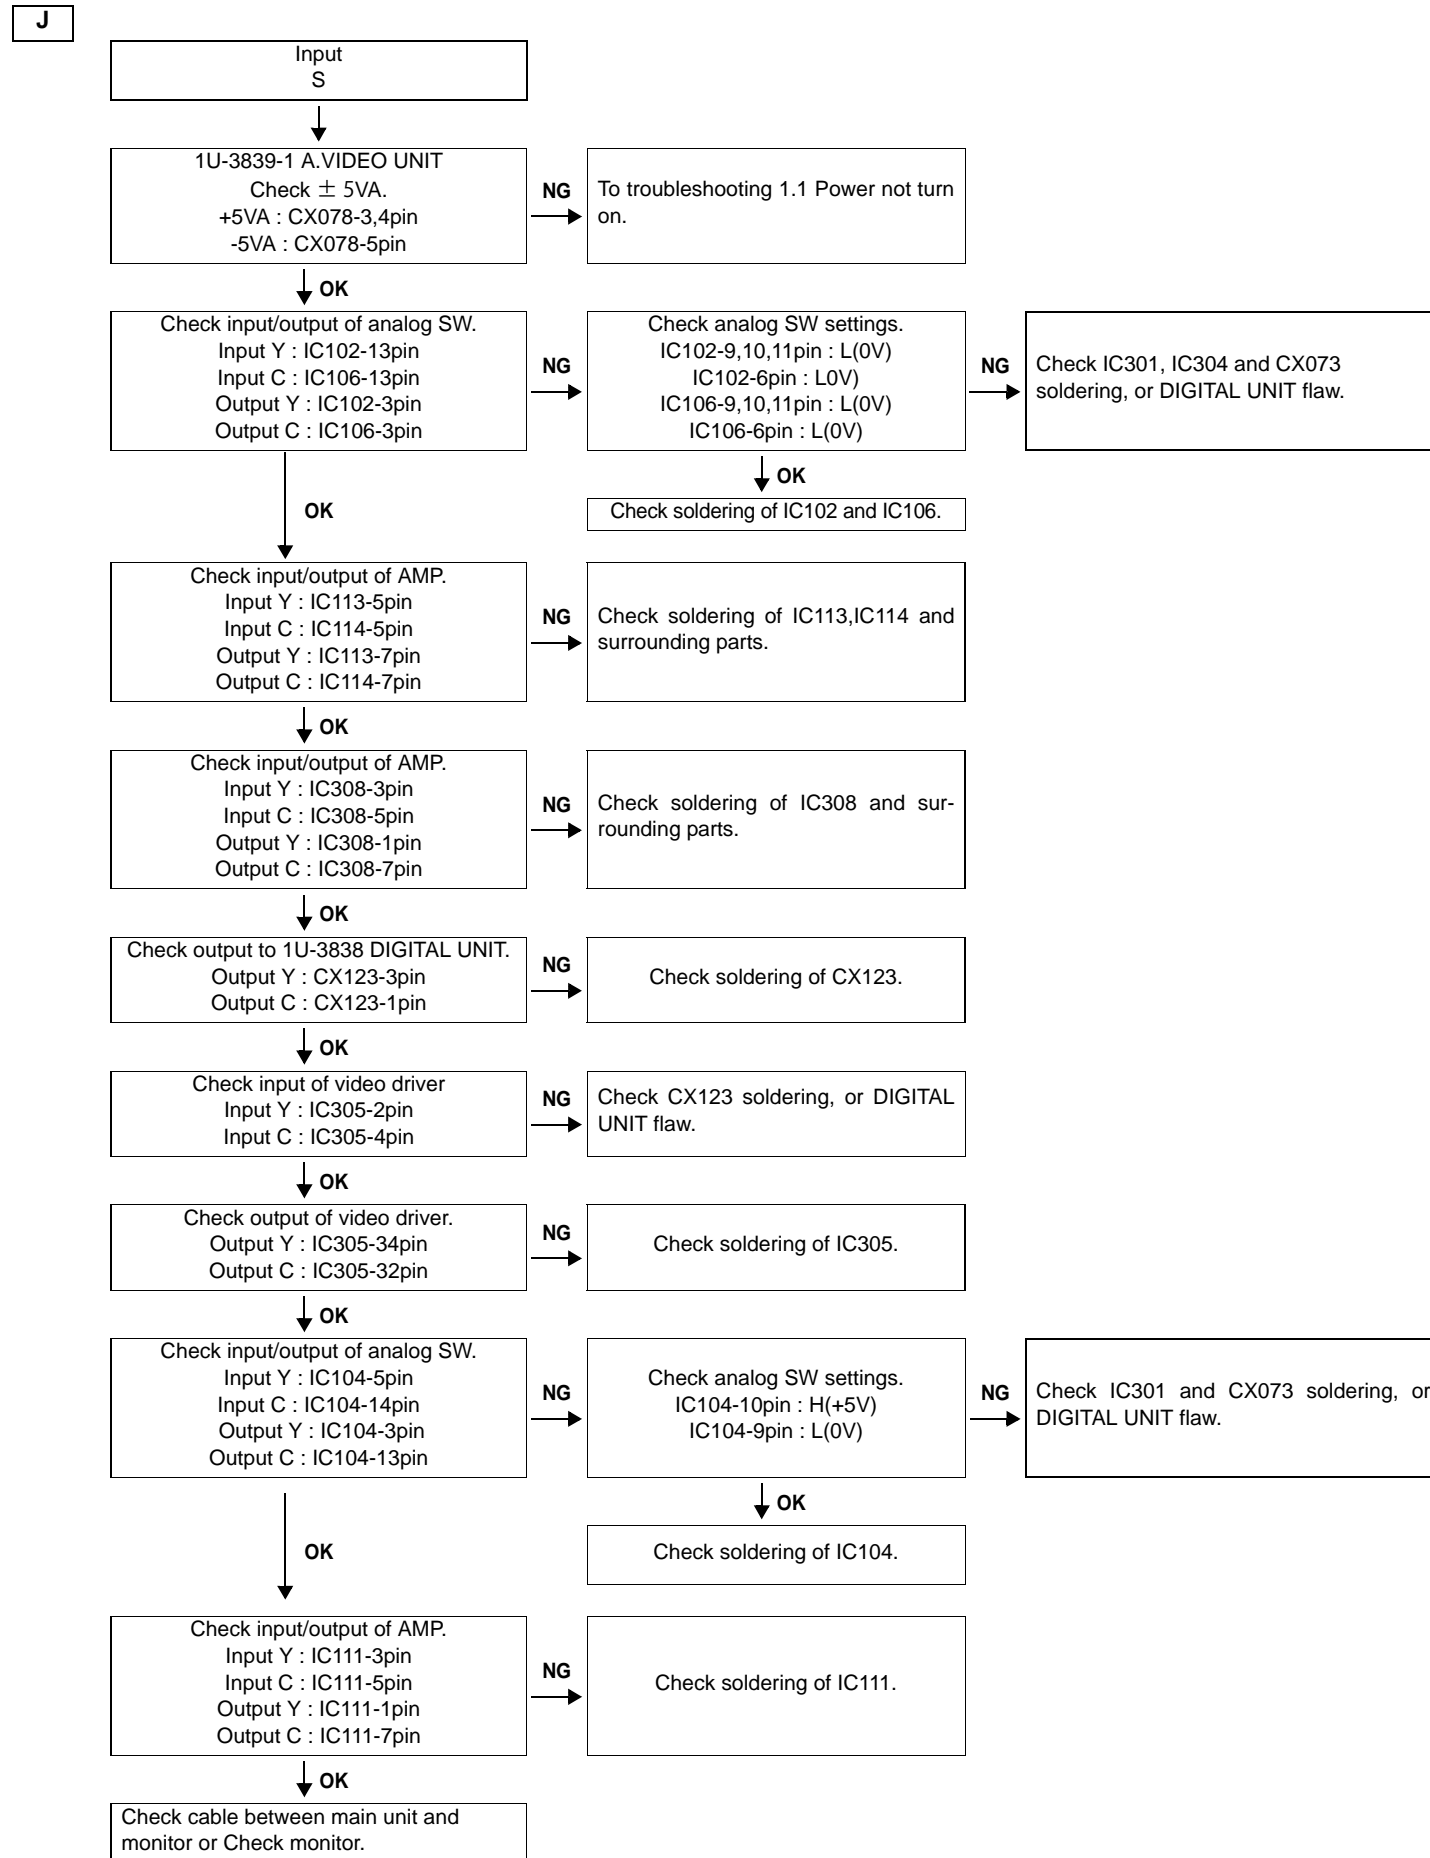 J
Input
S
1U-3839-1 A.VIDEO UNIT
Check ± 5VA.
+5VA : CX078-3,4pin
-5VA : CX078-5pin
NG
To troubleshooting 1.1 Power not turn
on.
OK
Check input/output of analog SW.
Input Y : IC102-13pin
Input C : IC106-13pin
Output Y : IC102-3pin
Output C : IC106-3pin
NG
Check analog SW settings.
IC102-9,10,11pin : L(0V)
IC102-6pin : L0V)
IC106-9,10,11pin : L(0V)
IC106-6pin : L(0V)
NG
Check IC301, IC304 and CX073
soldering, or DIGITAL UNIT flaw.
OK
Check soldering of IC102 and IC106.
OK
Check input/output of AMP.
Input Y : IC113-5pin
Input C : IC114-5pin
Output Y : IC113-7pin
Output C : IC114-7pin
NG
Check soldering of IC113,IC114 and
surrounding parts.
OK
Check input/output of AMP.
Input Y : IC308-3pin
Input C : IC308-5pin
Output Y : IC308-1pin
Output C : IC308-7pin
NG
Check soldering of IC308 and sur-
rounding parts.
OK
Check output to 1U-3838 DIGITAL UNIT.
Output Y : CX123-3pin
Output C : CX123-1pin
NG
Check soldering of CX123.
OK
Check input of video driver
Input Y : IC305-2pin
Input C : IC305-4pin
NG
Check CX123 soldering, or DIGITAL
UNIT flaw.
OK
Check output of video driver.
Output Y : IC305-34pin
Output C : IC305-32pin
NG
Check soldering of IC305.
OK
Check input/output of analog SW.
Input Y : IC104-5pin
Input C : IC104-14pin
Output Y : IC104-3pin
Output C : IC104-13pin
NG
Check analog SW settings.
IC104-10pin : H(+5V)
IC104-9pin : L(0V)
NG
Check IC301 and CX073 soldering, or
DIGITAL UNIT flaw.
OK
Check soldering of IC104.
OK
Check input/output of AMP.
Input Y : IC111-3pin
Input C : IC111-5pin
Output Y : IC111-1pin
Output C : IC111-7pin
NG
Check soldering of IC111.
OK
Check cable between main unit and
monitor or Check monitor.